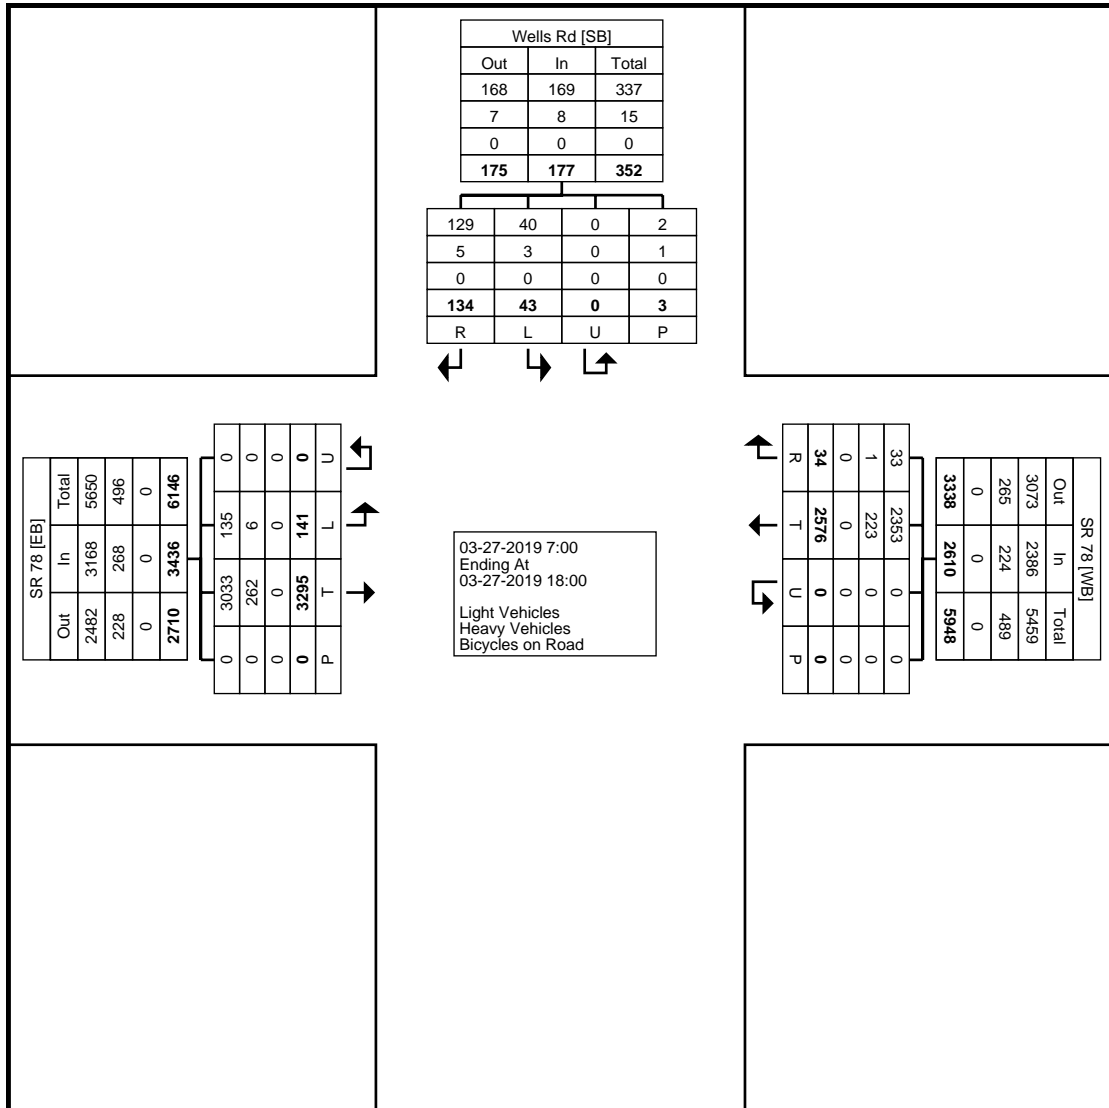 Wells Rd [SB]
Out In Total
168 169 337
7 8 15
0 0 0
175 177 352
129 40 0 2
5 3 0 1
0 0 0 0
134 43 0 3
R L U P
SR 78 [EB]
Total In Out
5650 3168 2482
496 268 228
0 0 0
6146 3436 2710
0 135 3033 0
0 6 262 0
0 0 0 0
0 141 3295 0
U L T P
03-27-2019 7:00
Ending At
03-27-2019 18:00
Light Vehicles
Heavy Vehicles
Bicycles on Road
SR 78 [WB]
Out In Total
3073 2386 5459
265 224 489
0 0 0
3338 2610 5948
33 2353 0 0
1 223 0 0
0 0 0 0
34 2576 0 0
R T U P